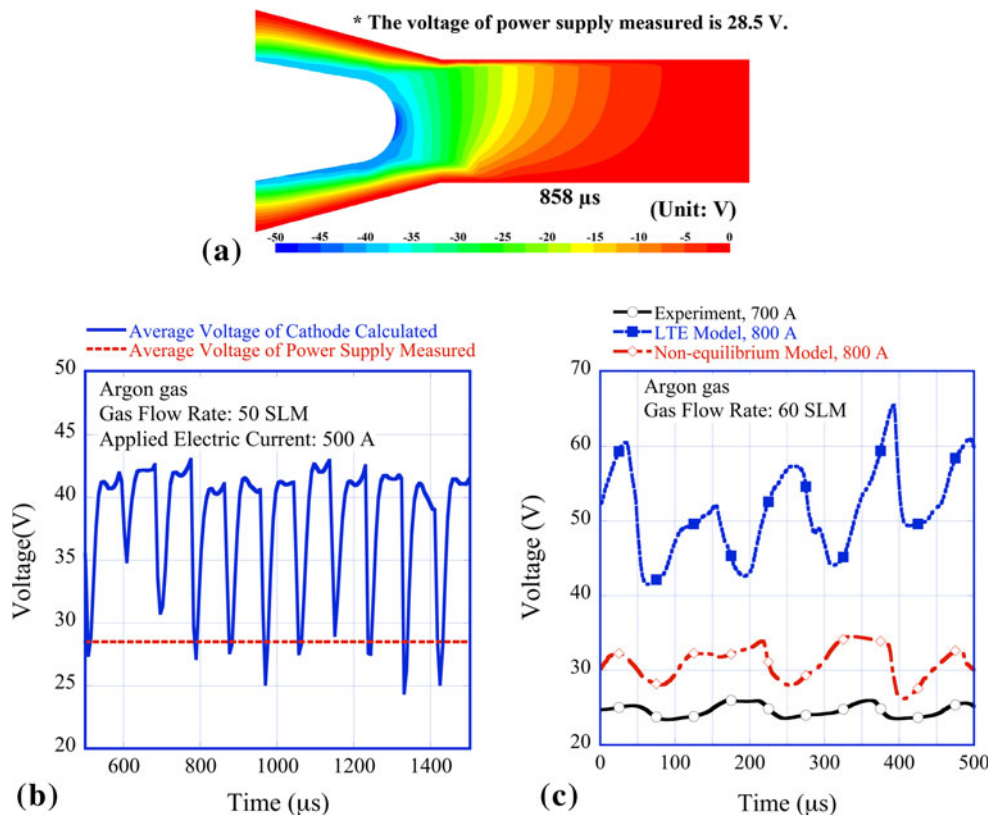 * The voltage of power supply measured is 28.5 V.
858 µs
(Unit: V)
-50 -45 -40 -35 -30 -25 -20 -15 -10 -5 0
(a)
Average Voltage of Cathode Calculated
Average Voltage of Power Supply Measured
50
45
40
35
30
25
20
Voltage(V)
Argon gas
Gas Flow Rate: 50 SLM
Applied Electric Current: 500 A
600 800 1000 1200 1400
Time (µs)
(b)
Experiment, 700 A
LTE Model, 800 A
Non-equilibrium Model, 800 A
70
60
50
40
30
20
Voltage (V)
Argon gas
Gas Flow Rate: 60 SLM
0 100 200 300 400 500
Time (µs)
(c)